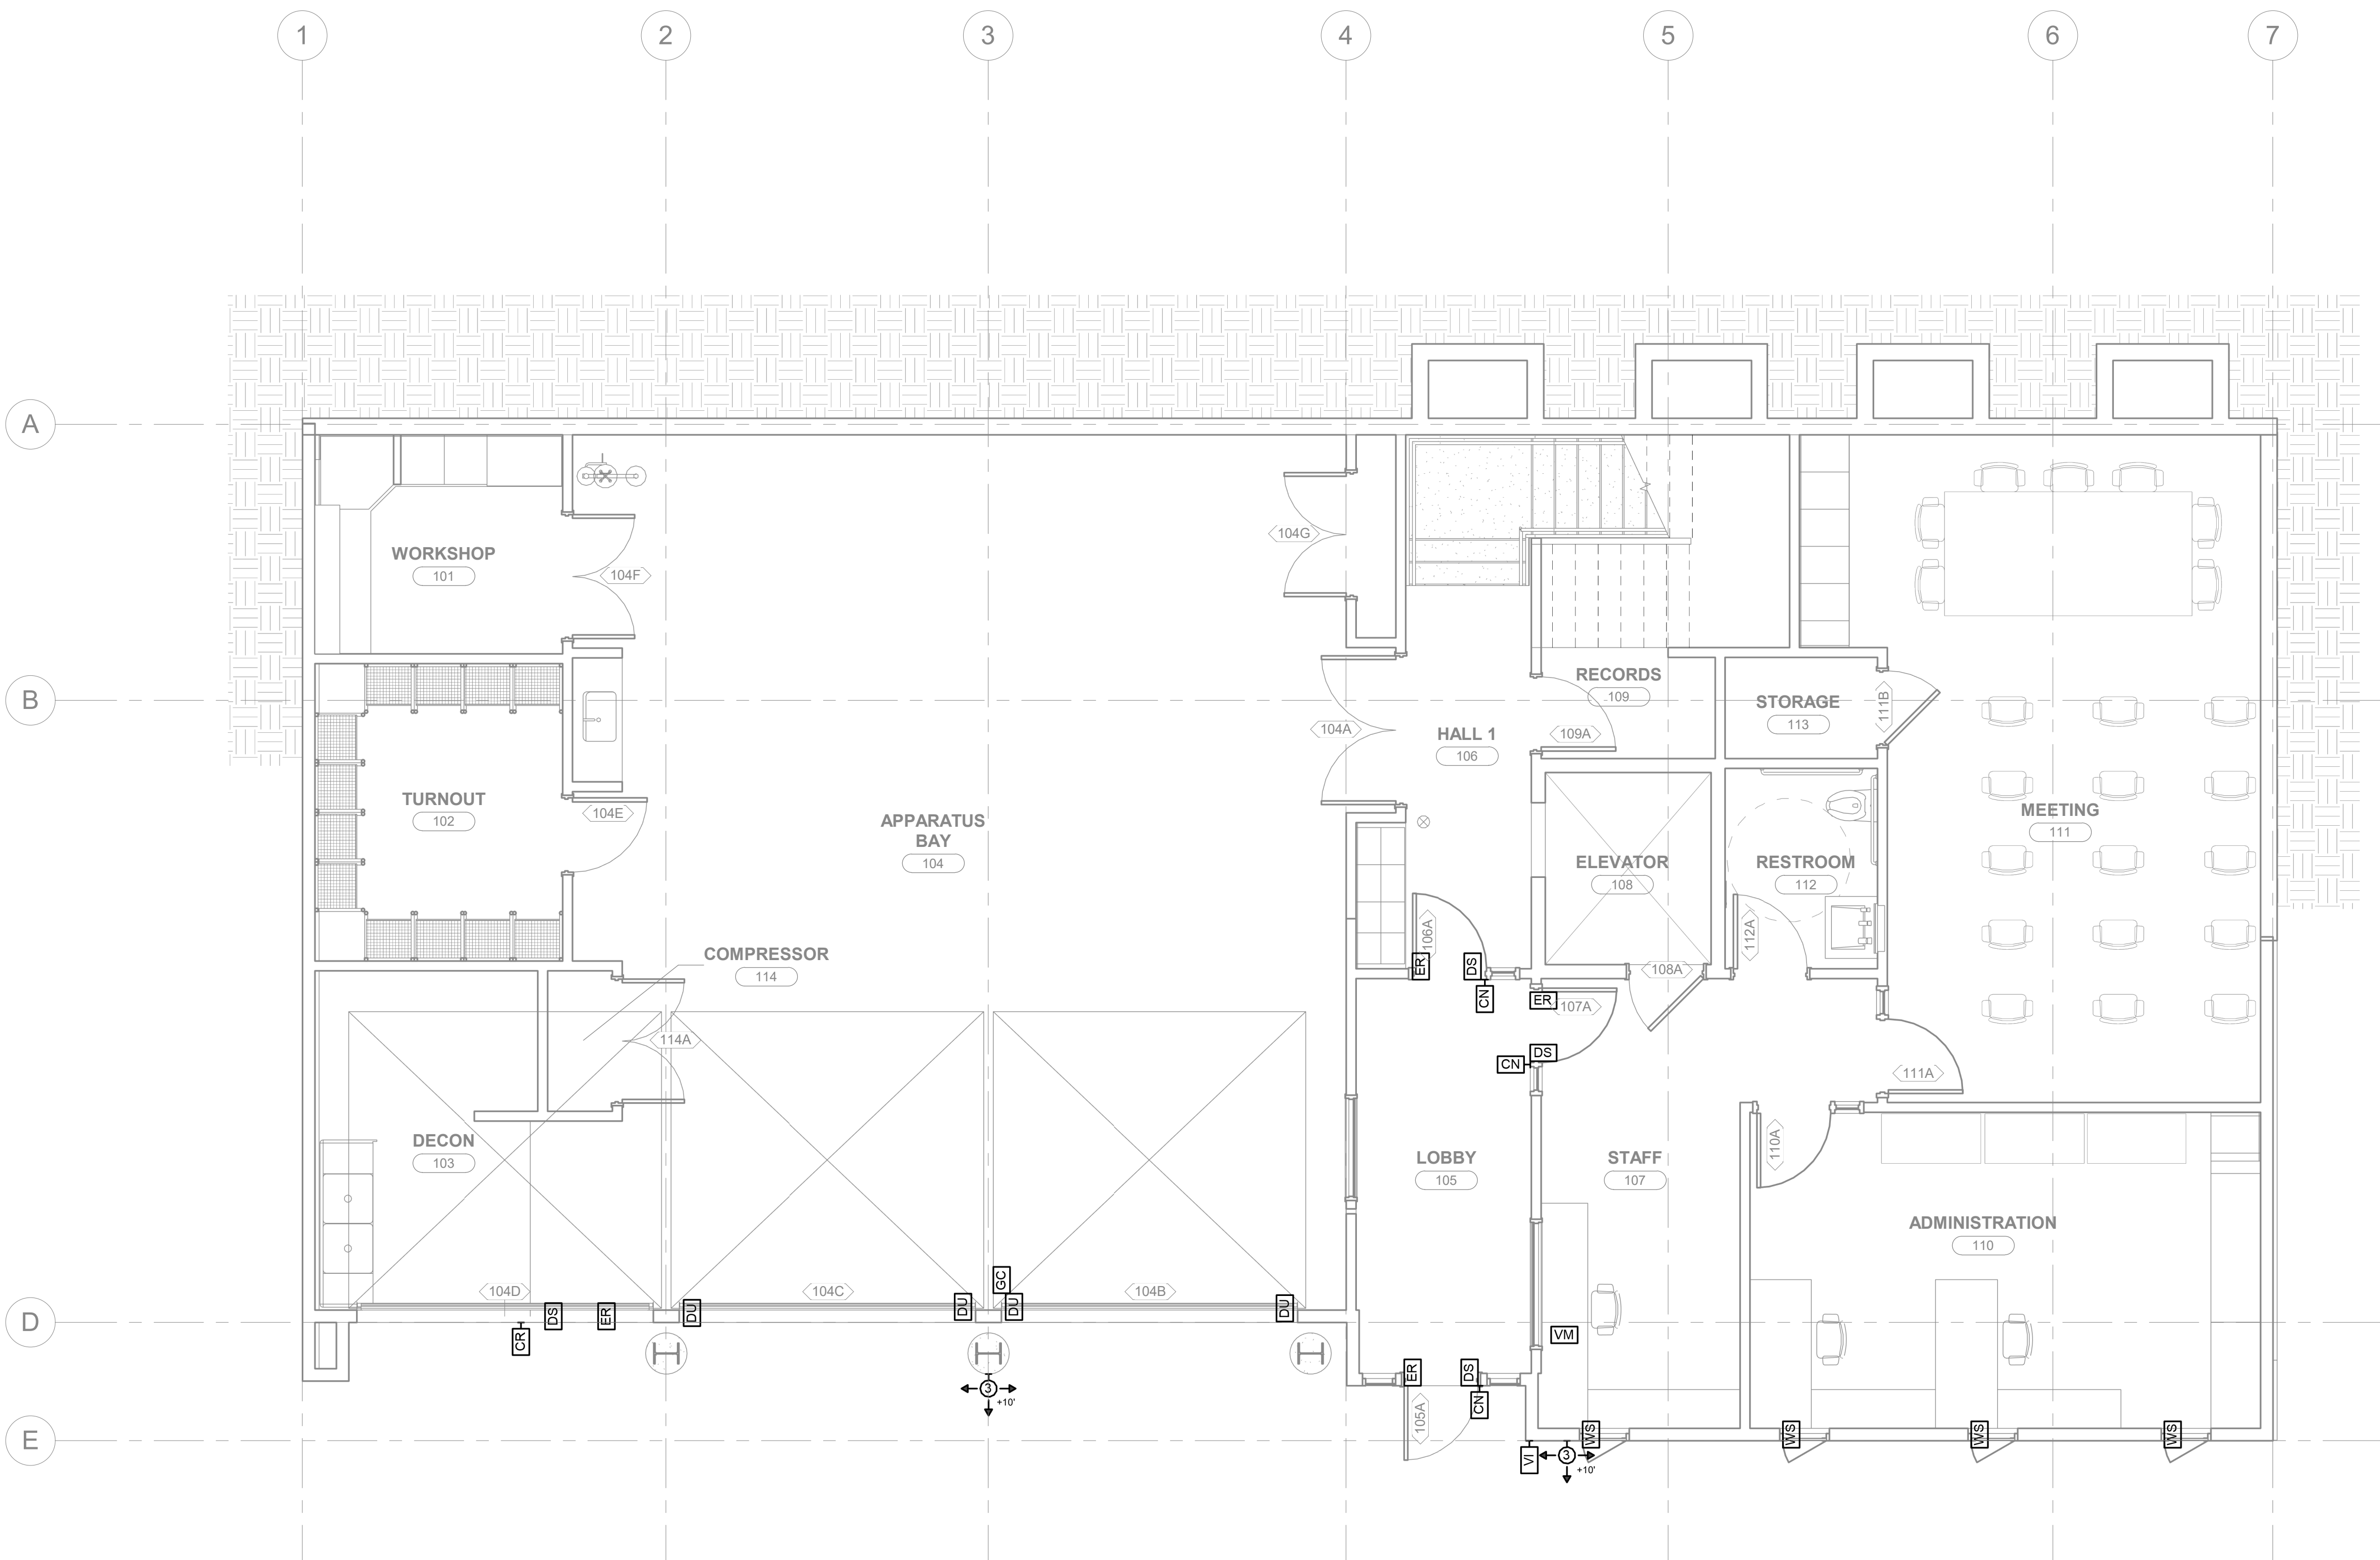 1
2
3
4
5
6
7
A
WORKSHOP
101
104F
104G
B
RECORDS
109
109A
STORAGE
113
111B
104A
HALL 1
106
TURNOUT
102
104E
APPARATUS
BAY
104
MEETING
111
ELEVATOR
108
RESTROOM
112
106A
112A
COMPRESSOR
114
ER
DS
CN
108A
ER
107A
114A
DS
CN
111A
DECON
103
LOBBY
105
STAFF
107
110A
ADMINISTRATION
110
104D
104C
GC
104B
D
DS
ER
DU
DU
DU
DU
CR
VM
ER
DS
3
+10'
CN
105A
E
WS
WS
WS
WS
VI
3
+10'